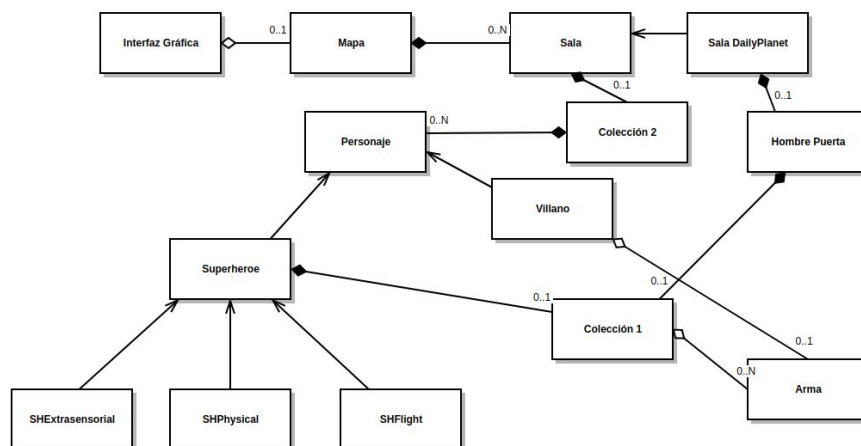 Interfaz Gráfica
0..1
Mapa
0..N
Sala
Sala DailyPlanet
0..1
0..1
Colección 2
0..N
Personaje
Hombre Puerta
Villano
Superheroe
0..1
0..1
Colección 1
0..1
0..N
Arma
SHExtrasensorial
SHPhysical
SHFlight